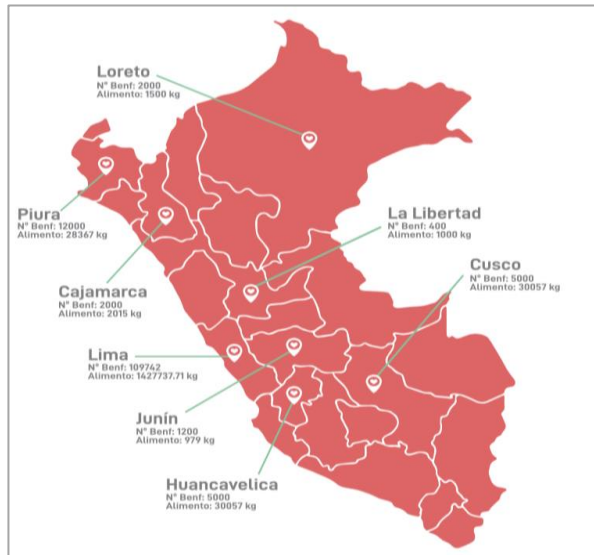 Loreto
N° Benf: 2000
Alimento: 1500 kg
Piura
N° Benf: 12000
Alimento: 28367 kg
La Libertad
N° Benf: 400
Alimento: 1000 kg
Cusco
N° Benf: 5000
Alimento: 30057 kg
Cajamarca
N° Benf: 2000
Alimento: 2015 kg
Lima
N° Benf: 109742
Alimento: 1427737.71 kg
Junín
N° Benf: 1200
Alimento: 979 kg
Huancavelica
N° Benf: 5000
Alimento: 30057 kg